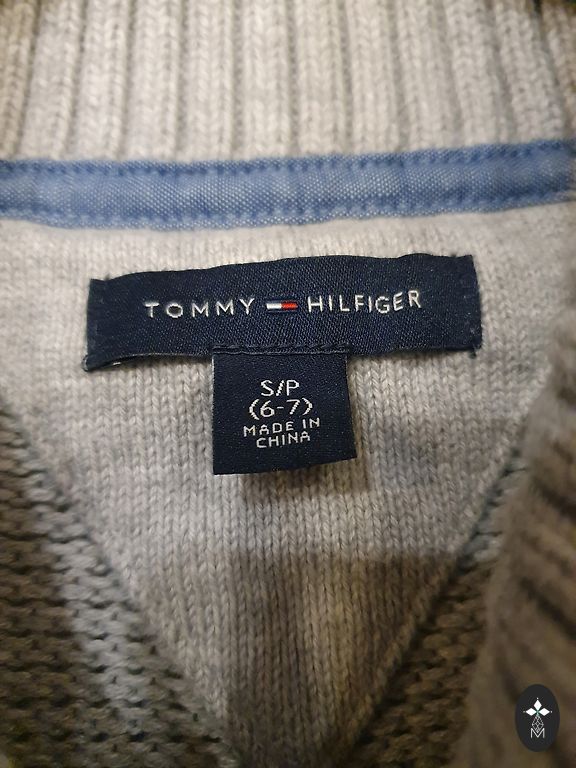 TOMMY HILFIGER
S/P
(6-7)
MADE IN
CHINA
M